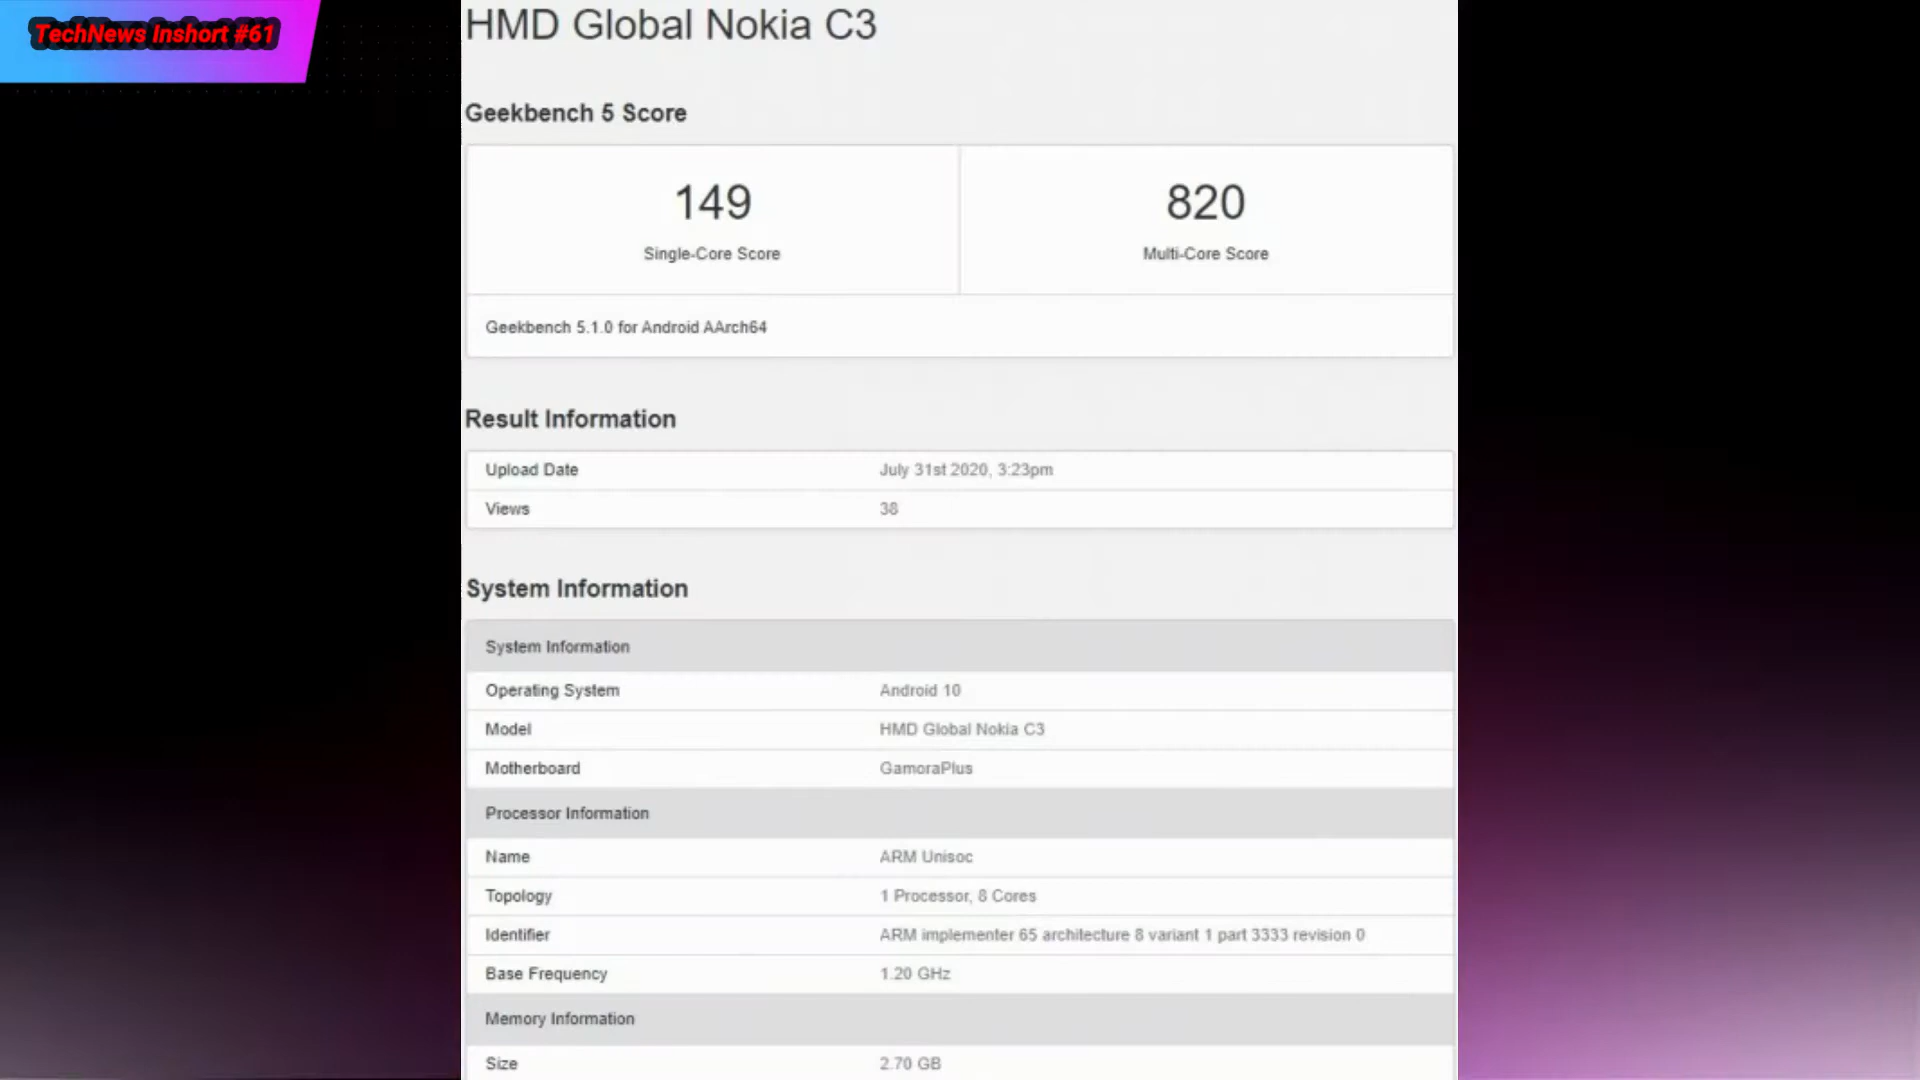 TechNews Inshort #61
HMD Global Nokia C3
Geekbench 5 Score
149
Single-Core Score
820
Multi-Core Score
Geekbench 5.1.0 for Android AArch64
Result Information
Upload Date July 31st 2020, 3:23pm
Views 38
System Information
System Information
Operating System Android 10
Model HMD Global Nokia C3
Motherboard GamoraPlus
Processor Information
Name ARM Unisoc
Topology 1 Processor, 8 Cores
Identifier ARM implementer 65 architecture 8 variant 1 part 3333 revision 0
Base Frequency 1.20 GHz
Memory Information
Size 2.70 GB